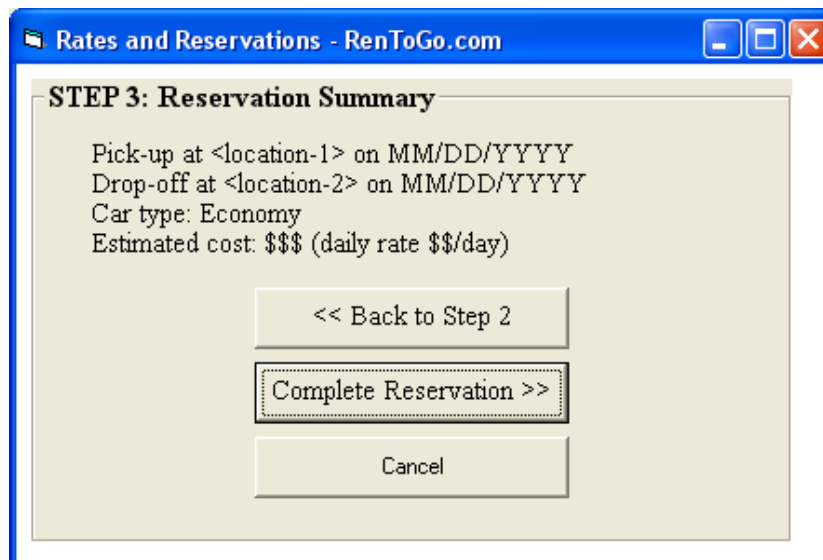 Rates and Reservations - RenToGo.com
STEP 3: Reservation Summary
Pick-up at <location-1> on MM/DD/YYYY
Drop-off at <location-2> on MM/DD/YYYY
Car type: Economy
Estimated cost: $$$ (daily rate $$/day)
<< Back to Step 2
Complete Reservation >>
Cancel